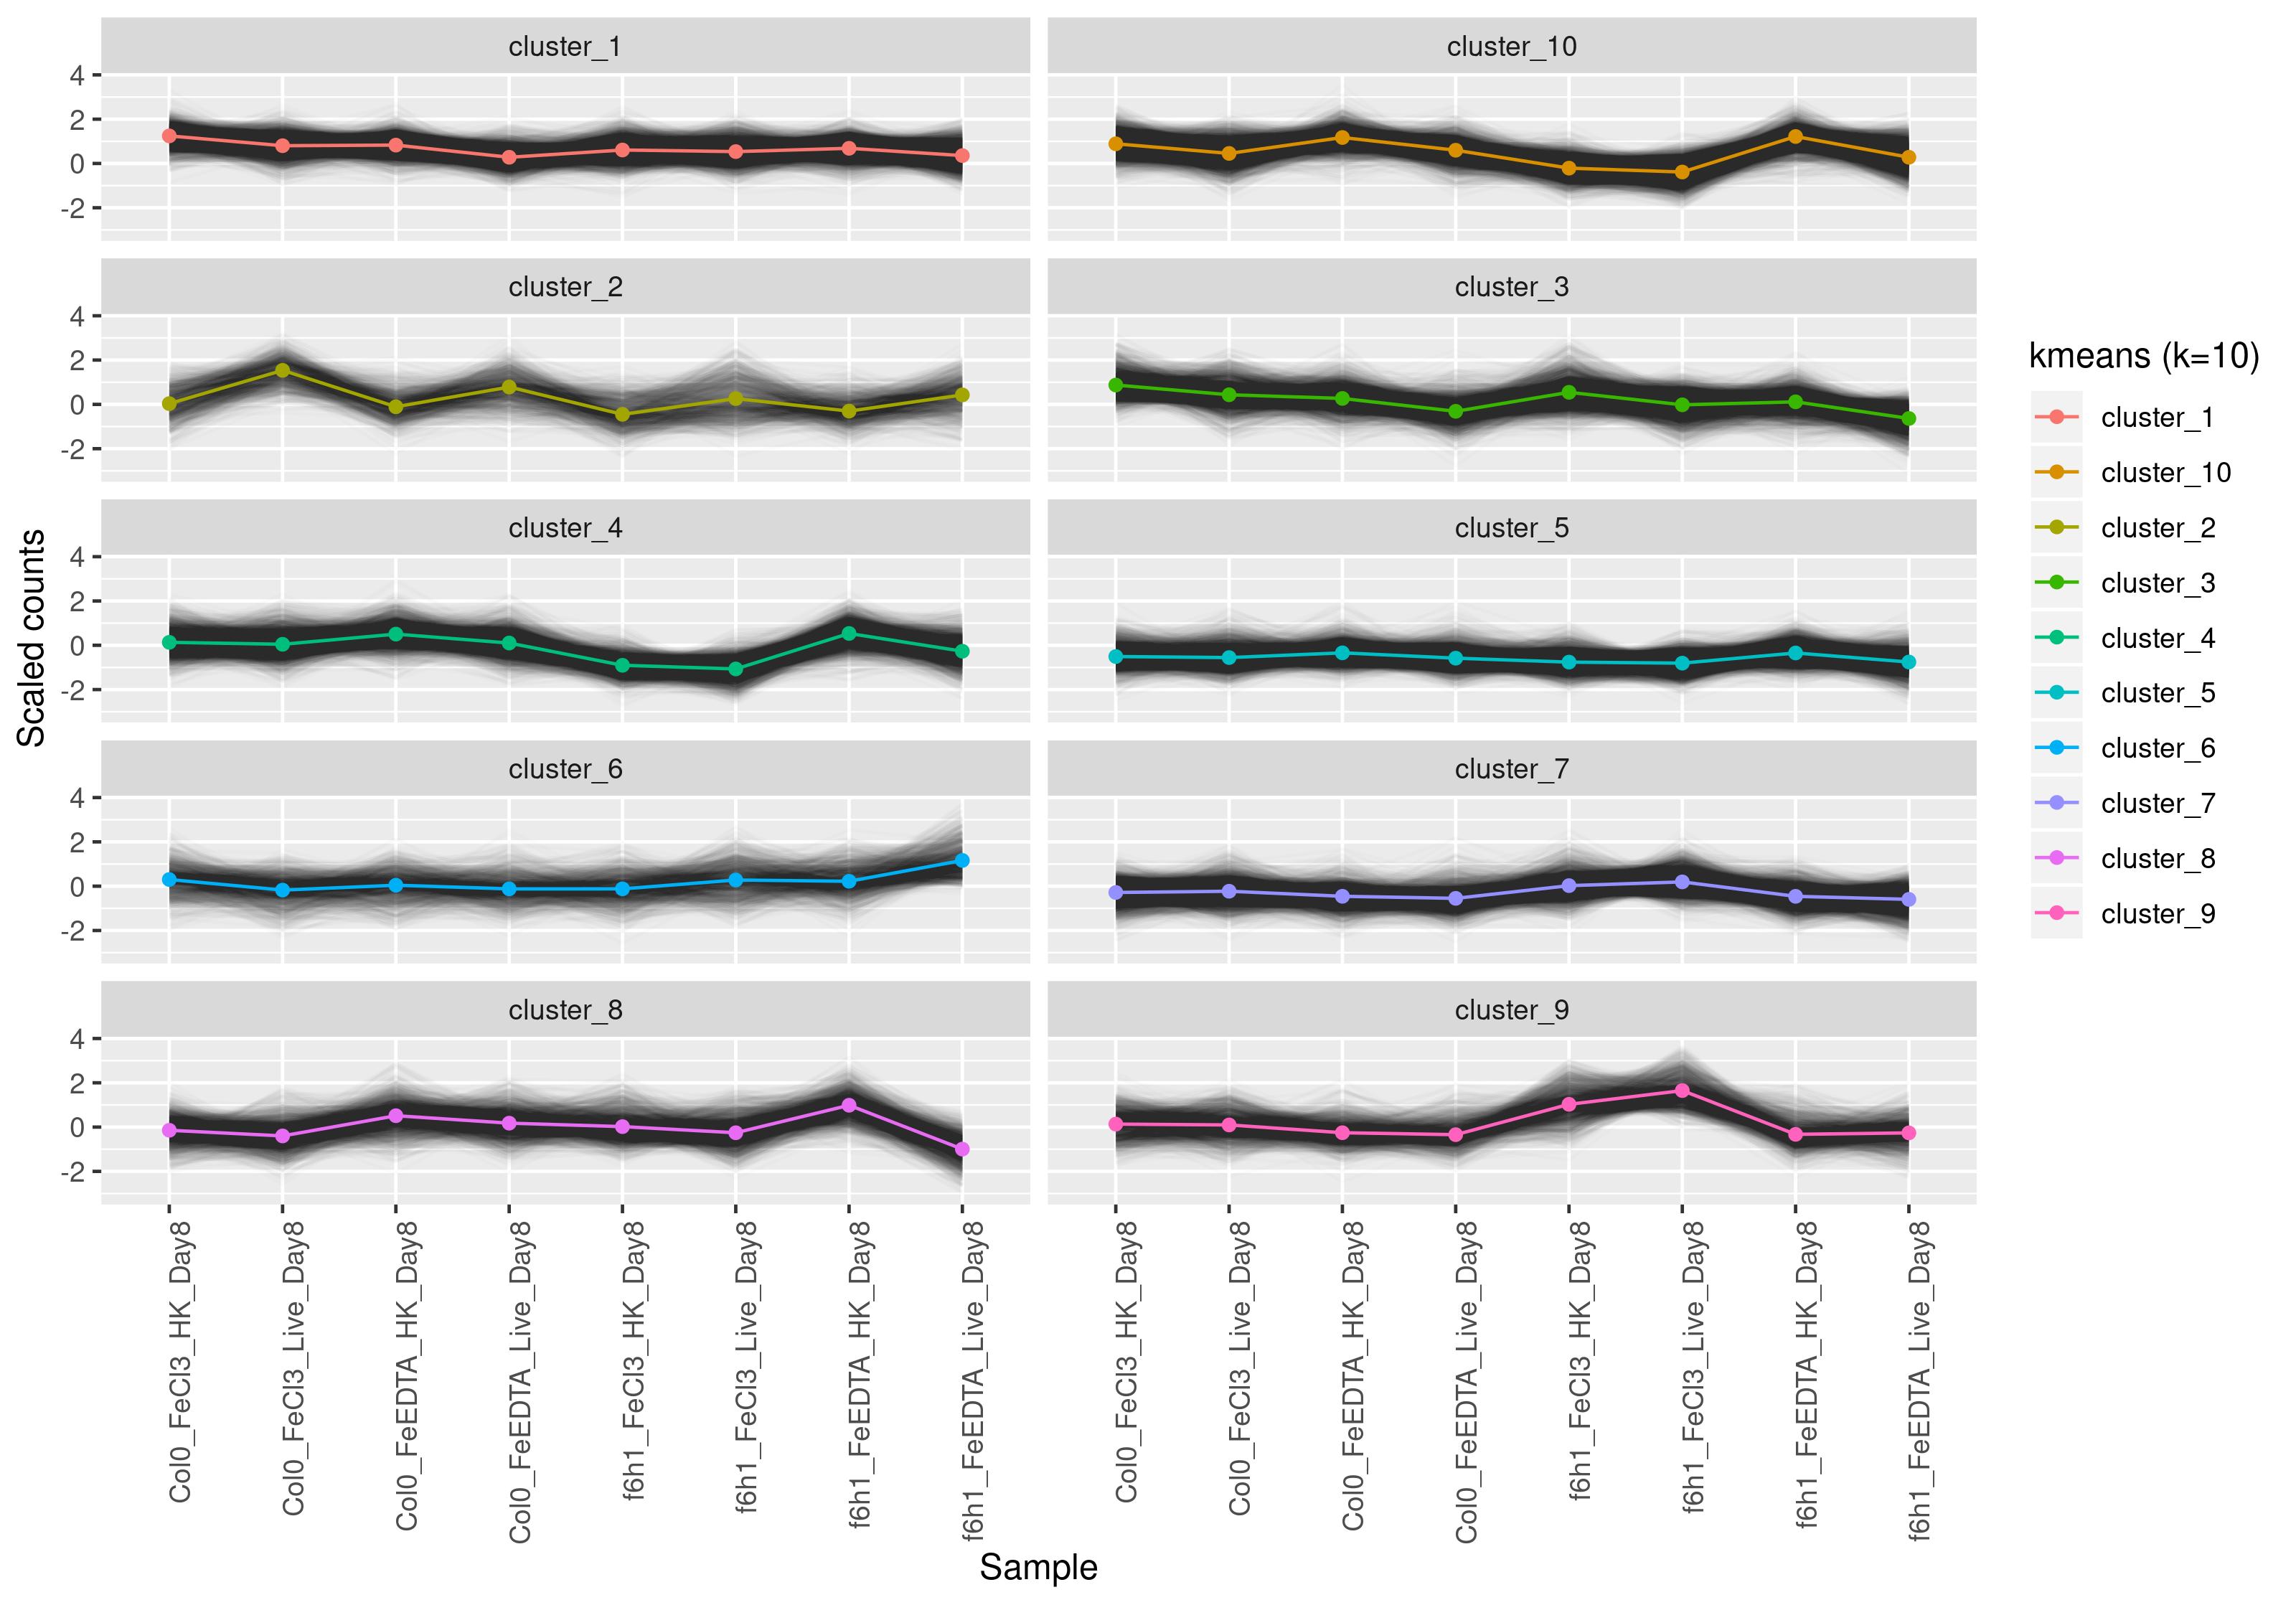 cluster_1
cluster_10
4
2
0
-2
cluster_2
cluster_3
4
2
0
-2
cluster_4
cluster_5
4
2
0
-2
cluster_6
cluster_7
4
2
0
-2
cluster_8
cluster_9
4
2
0
-2
Scaled counts
Col0_FeCl3_HK_Day8
Col0_FeCl3_Live_Day8
Col0_FeEDTA_HK_Day8
Col0_FeEDTA_Live_Day8
f6h1_FeCl3_HK_Day8
f6h1_FeCl3_Live_Day8
f6h1_FeEDTA_HK_Day8
f6h1_FeEDTA_Live_Day8
Col0_FeCl3_HK_Day8
Col0_FeCl3_Live_Day8
Col0_FeEDTA_HK_Day8
Col0_FeEDTA_Live_Day8
f6h1_FeCl3_HK_Day8
f6h1_FeCl3_Live_Day8
f6h1_FeEDTA_HK_Day8
f6h1_FeEDTA_Live_Day8
Sample
kmeans (k=10)
cluster_1
cluster_10
cluster_2
cluster_3
cluster_4
cluster_5
cluster_6
cluster_7
cluster_8
cluster_9